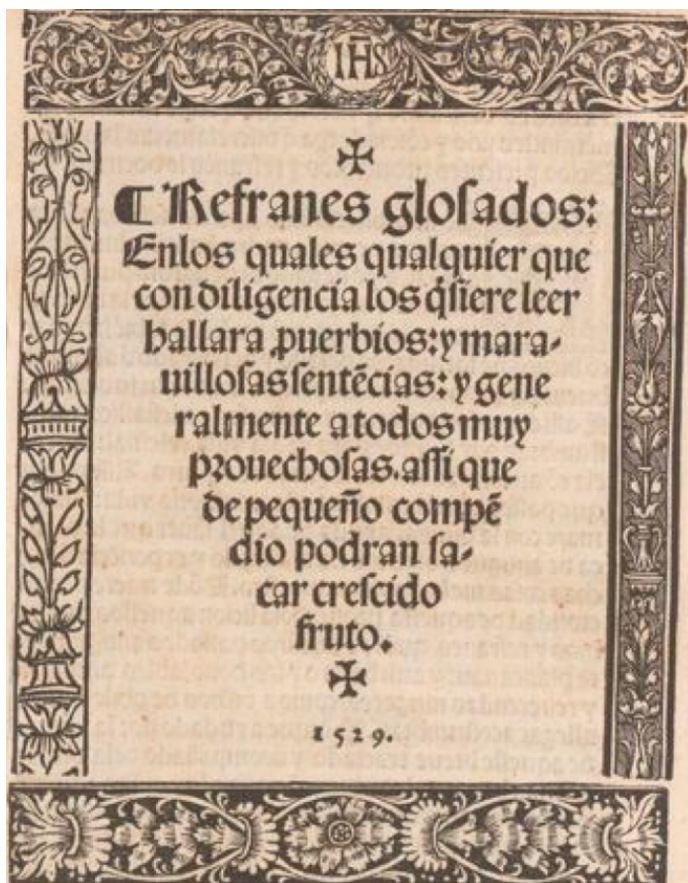 IHS
✠
¶ Refranes gloſados:
Enlos quales qualquier que
con diligencia los q̃ſiere leer
hallara ꝓuerbios: y mara-
uilloſas ſentẽcias: y gene
ralmente a todos muy
prouechoſas. aſſi que
de pequeño compẽ
dio podran ſa-
car creſcido
fruto.
✠
1529.